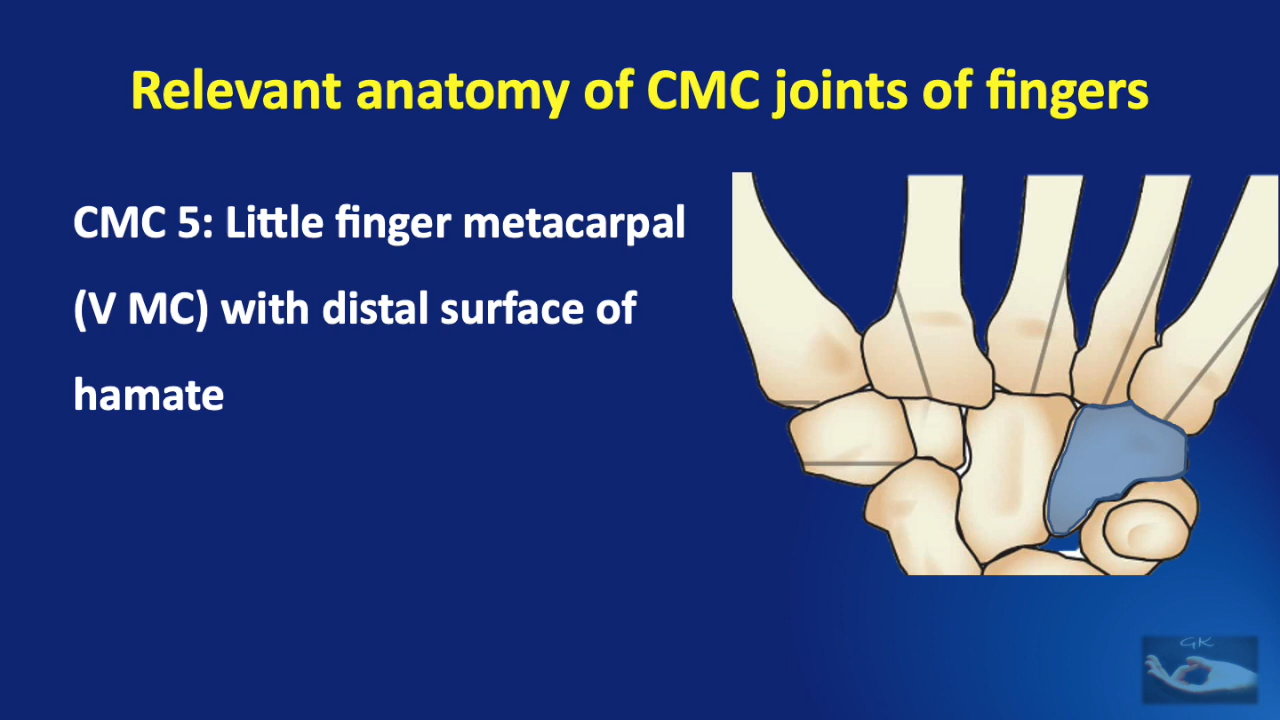 Relevant anatomy of CMC joints of fingers
CMC 5: Little finger metacarpal
(V MC) with distal surface of
hamate
GK